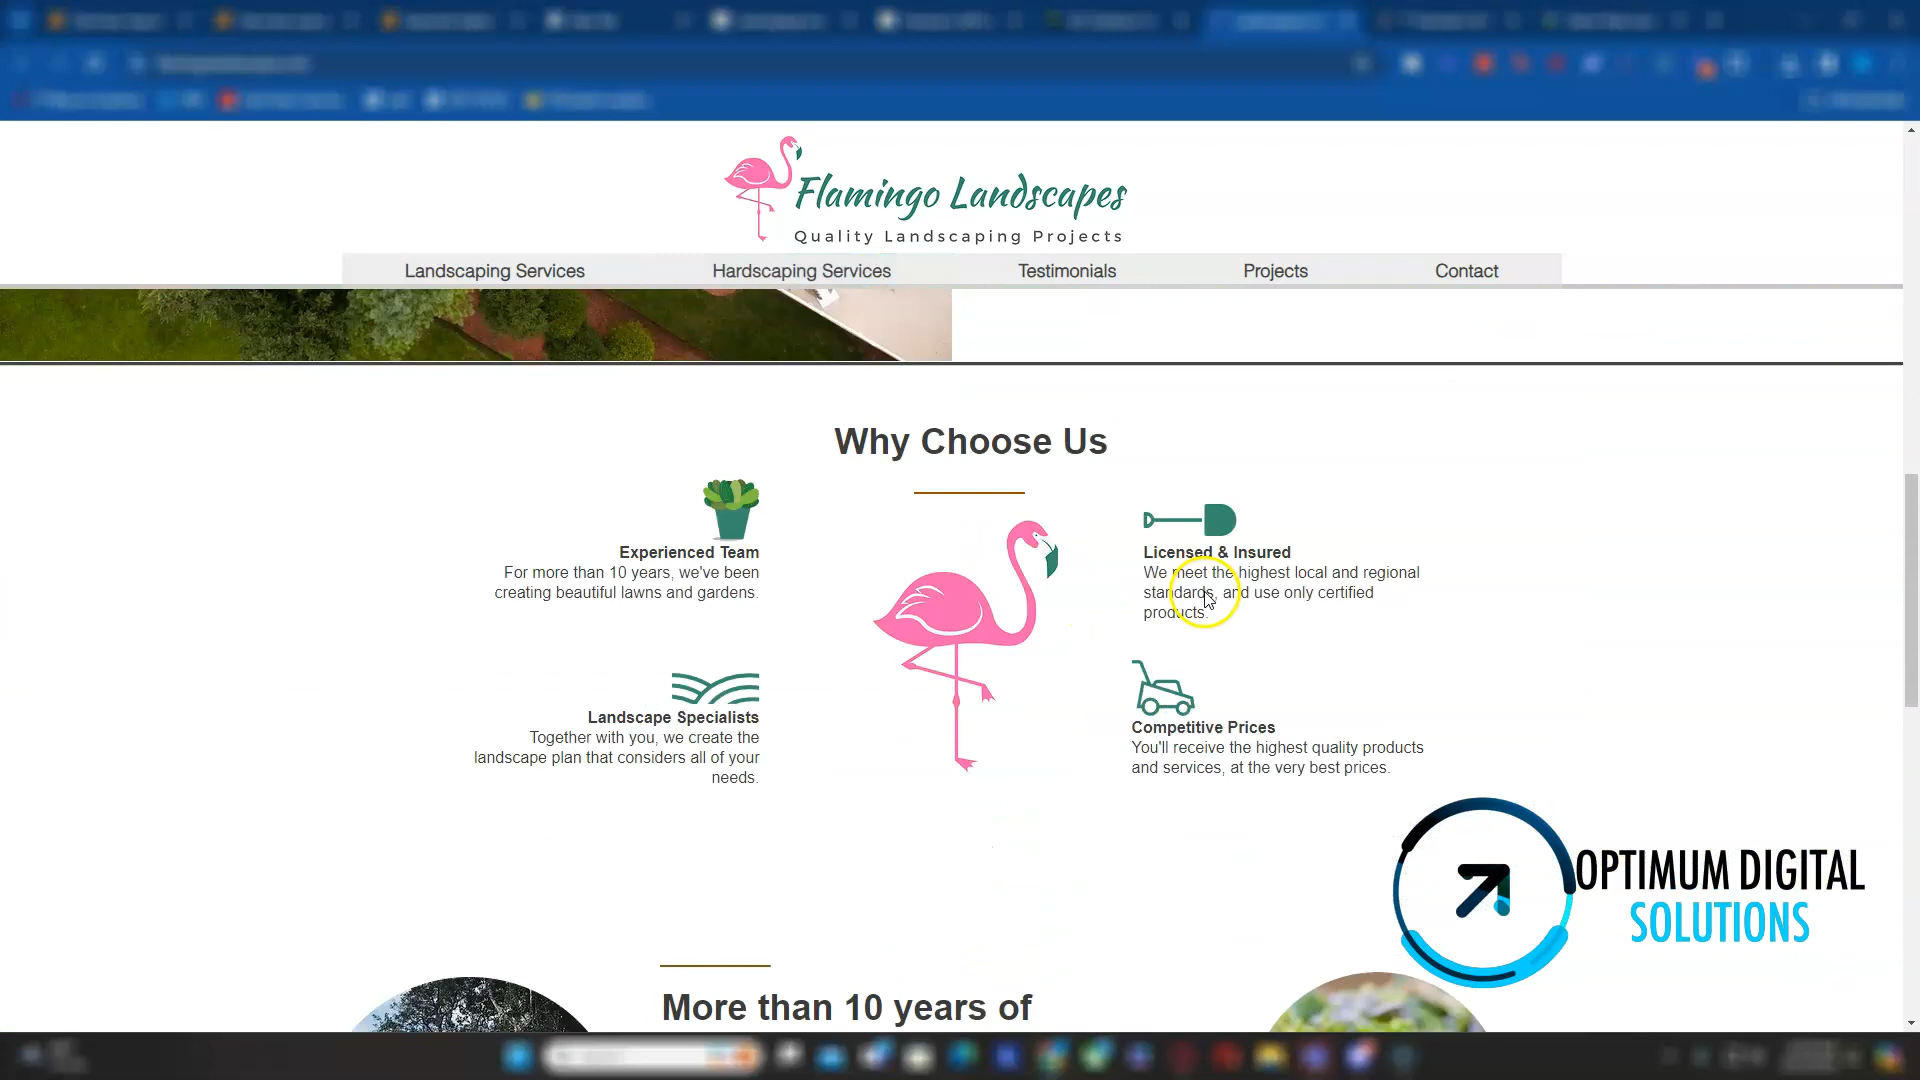 Flamingo Landscapes
Quality Landscaping Projects
Landscaping Services
Hardscaping Services
Testimonials
Projects
Contact
Why Choose Us
Experienced Team
For more than 10 years, we've been
creating beautiful lawns and gardens.
Licensed & Insured
We meet the highest local and regional
standards, and use only certified
products.
Landscape Specialists
Together with you, we create the
landscape plan that considers all of your
needs.
Competitive Prices
You'll receive the highest quality products
and services, at the very best prices.
OPTIMUM DIGITAL
SOLUTIONS
More than 10 years of